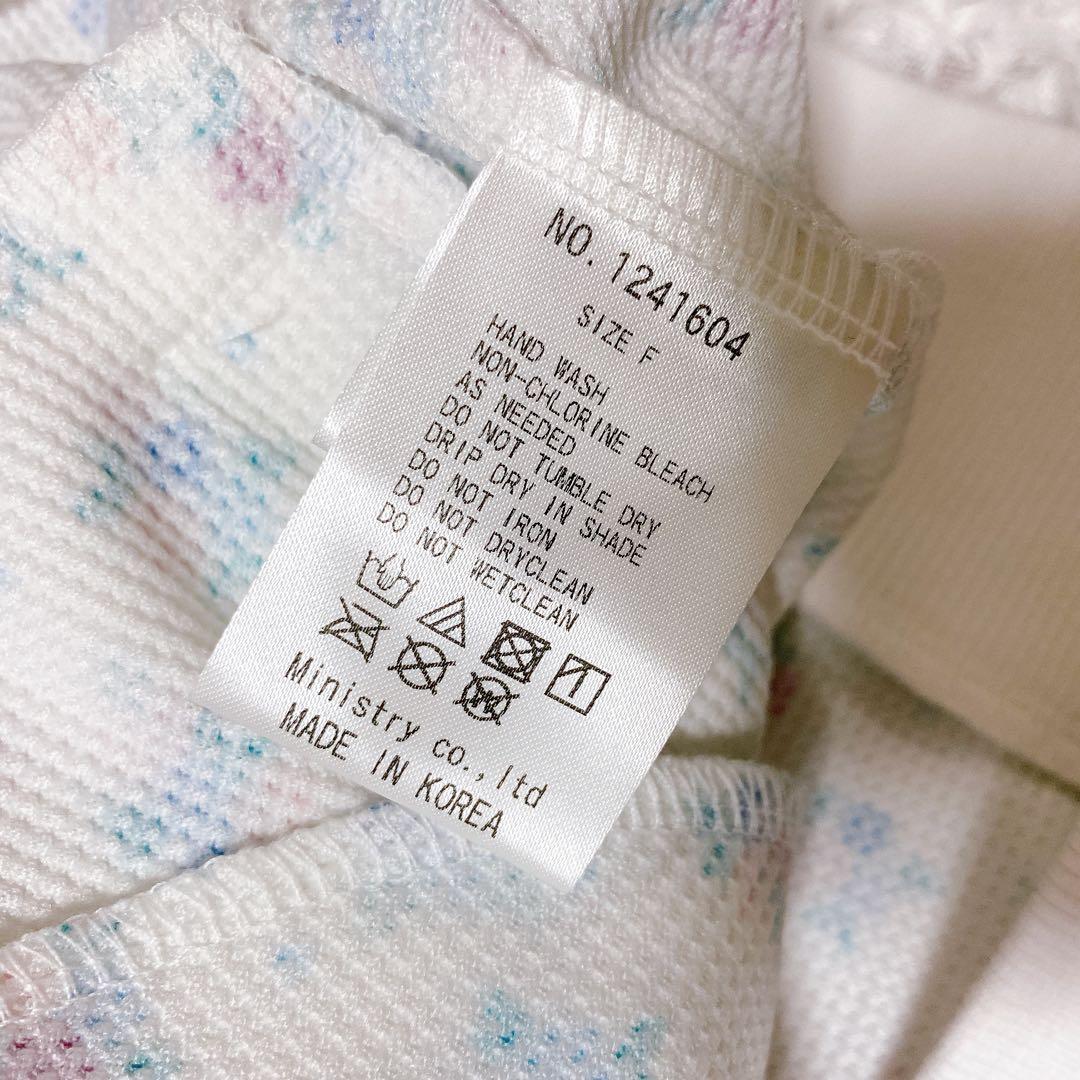 NO. 1241604
SIZE F
HAND WASH
NON-CHLORINE BLEACH
AS NEEDED
DO NOT TUMBLE DRY
DRIP DRY IN SHADE
DO NOT IRON
DO NOT DRYCLEAN
DO NOT WETCLEAN
Ministry co., ltd
MADE IN KOREA